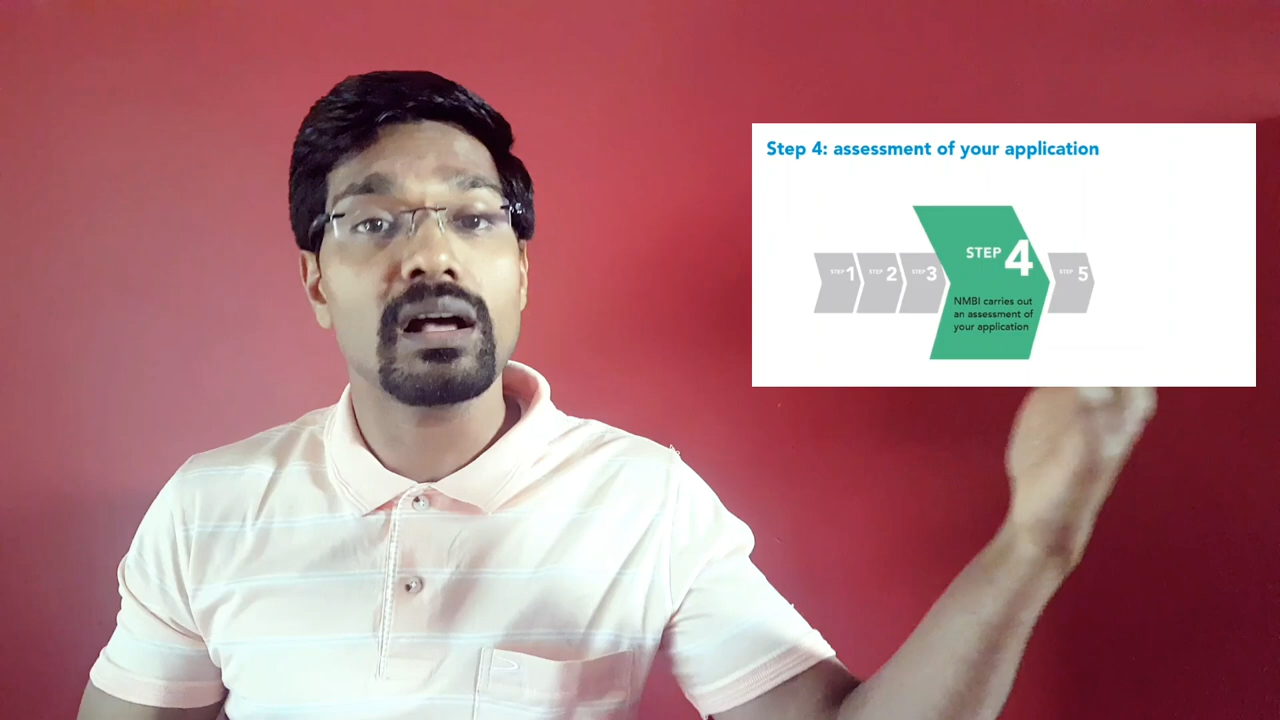 Step 4: assessment of your application
STEP 1
STEP 2
STEP 3
STEP 4
NMBI carries out
an assessment of
your application
STEP 5